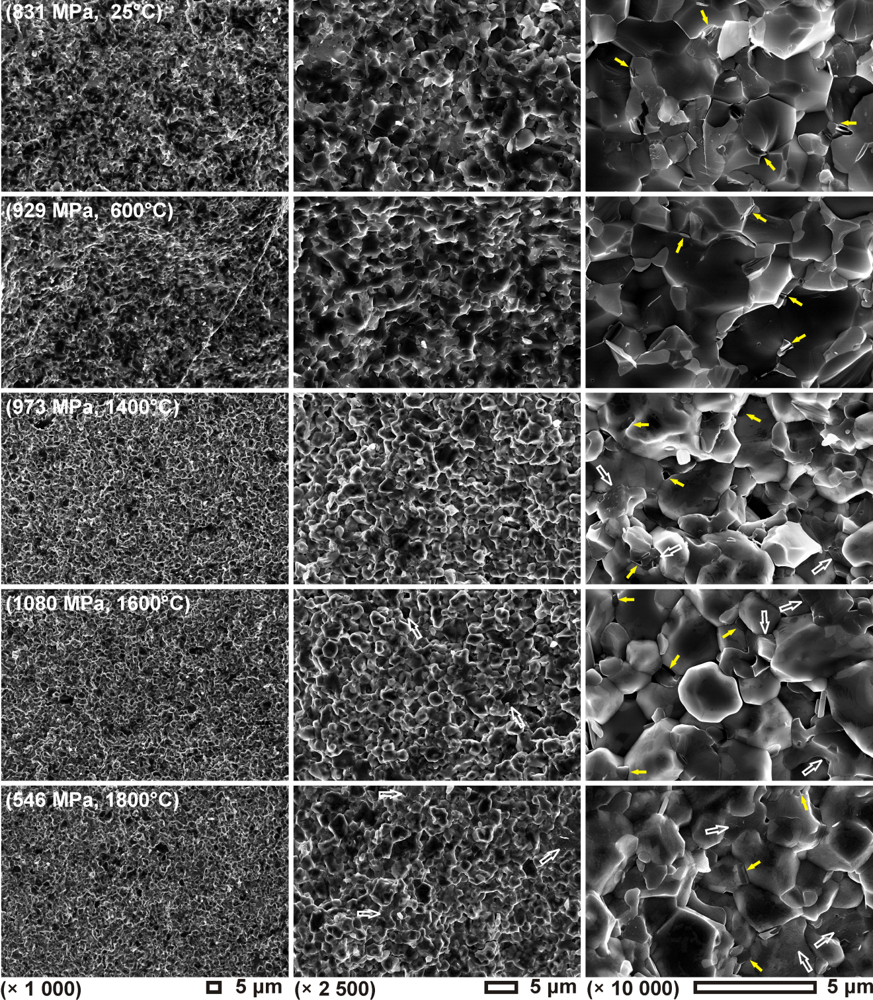 (831 MPa, 25°C)
(929 MPa, 600°C)
(973 MPa, 1400°C)
(1080 MPa, 1600°C)
(546 MPa, 1800°C)
(× 1 000) 5 µm (× 2 500) 5 µm (× 10 000) 5 µm